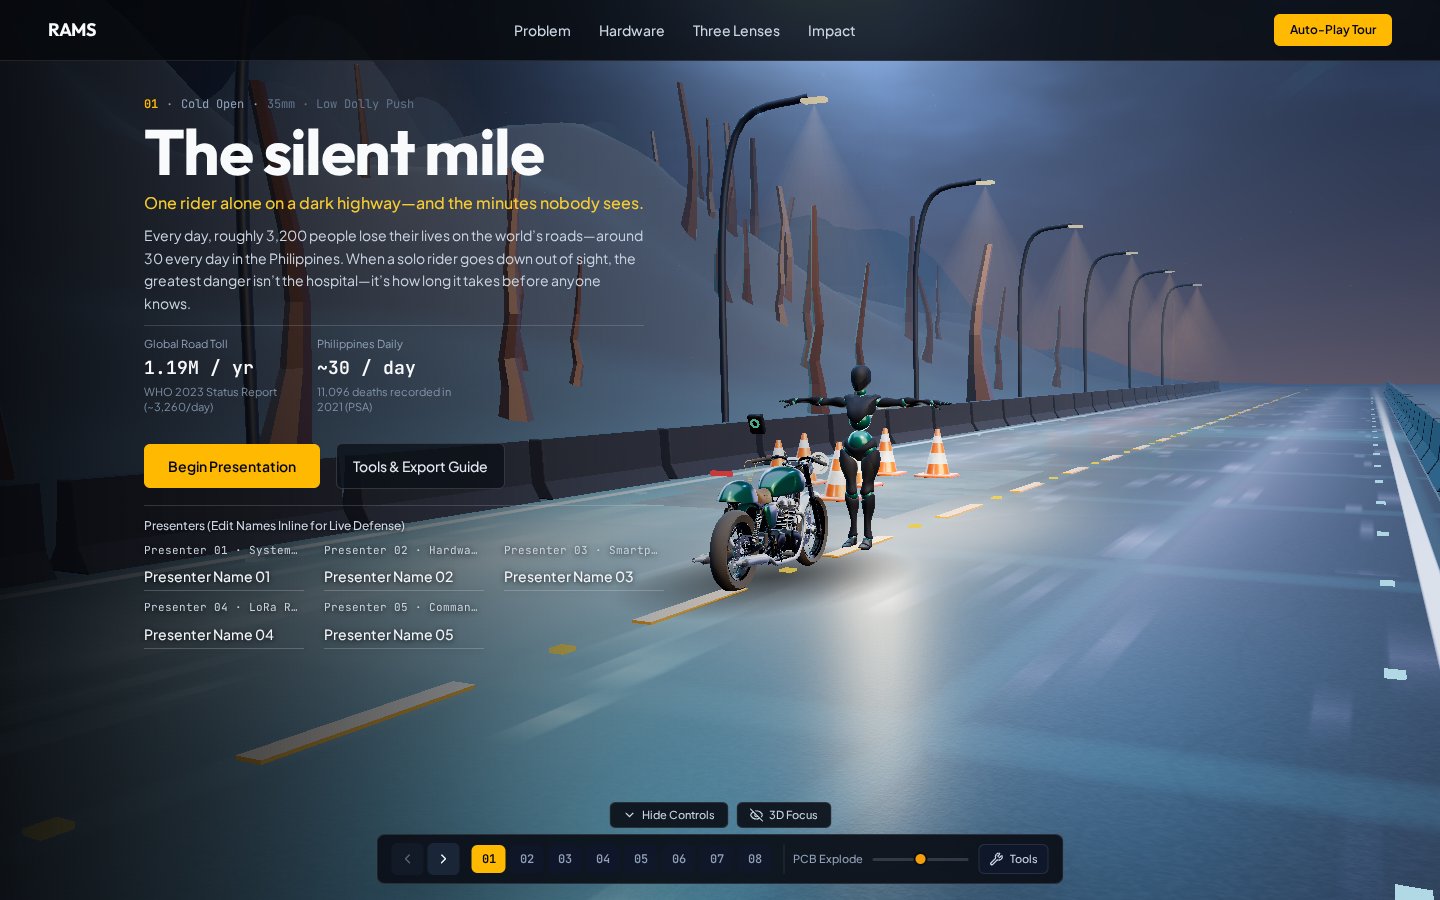 RAMS
Problem
Hardware
Three Lenses
Impact
Auto-Play Tour
01 · Cold Open · 35mm · Low Dolly Push
The silent mile
One rider alone on a dark highway—and the minutes nobody sees.
Every day, roughly 3,200 people lose their lives on the world's roads—around
30 every day in the Philippines. When a solo rider goes down out of sight, the
greatest danger isn't the hospital—it's how long it takes before anyone
knows.
Global Road Toll
1.19M / yr
WHO 2023 Status Report
(~3,260/day)
Philippines Daily
~30 / day
11,096 deaths recorded in
2021 (PSA)
Begin Presentation
Tools & Export Guide
Presenters (Edit Names Inline for Live Defense)
Presenter 01 · System…
Presenter Name 01
Presenter 02 · Hardwa…
Presenter Name 02
Presenter 03 · Smartp…
Presenter Name 03
Presenter 04 · LoRa R…
Presenter Name 04
Presenter 05 · Comman…
Presenter Name 05
Hide Controls
3D Focus
01
02
03
04
05
06
07
08
PCB Explode
Tools